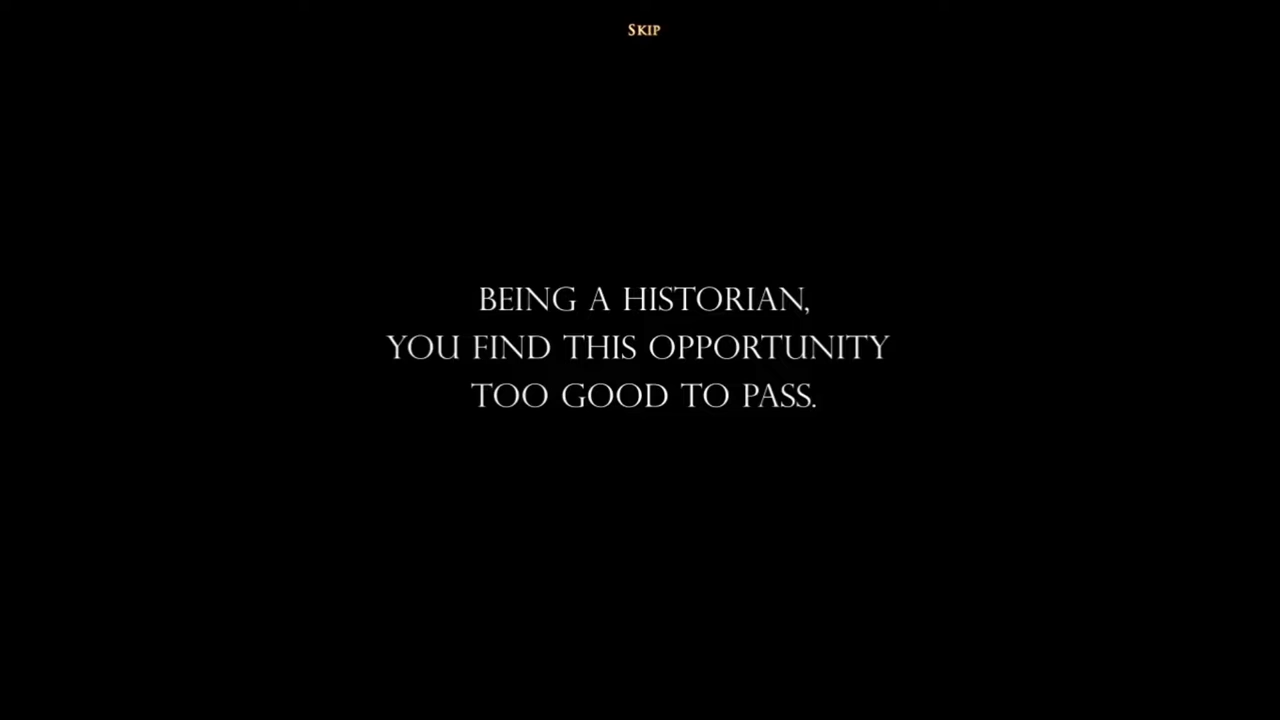 Skip
BEING A HISTORIAN,
YOU FIND THIS OPPORTUNITY
TOO GOOD TO PASS.